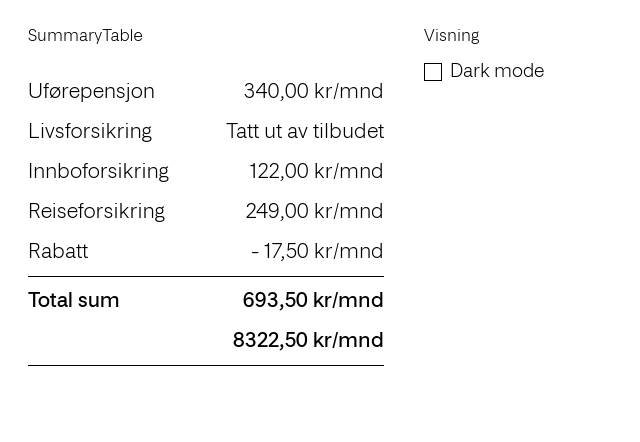 SummaryTable
Visning
Dark mode
Uførepensjon 340,00 kr/mnd
Livsforsikring Tatt ut av tilbudet
Innboforsikring 122,00 kr/mnd
Reiseforsikring 249,00 kr/mnd
Rabatt - 17,50 kr/mnd
Total sum 693,50 kr/mnd
8322,50 kr/mnd